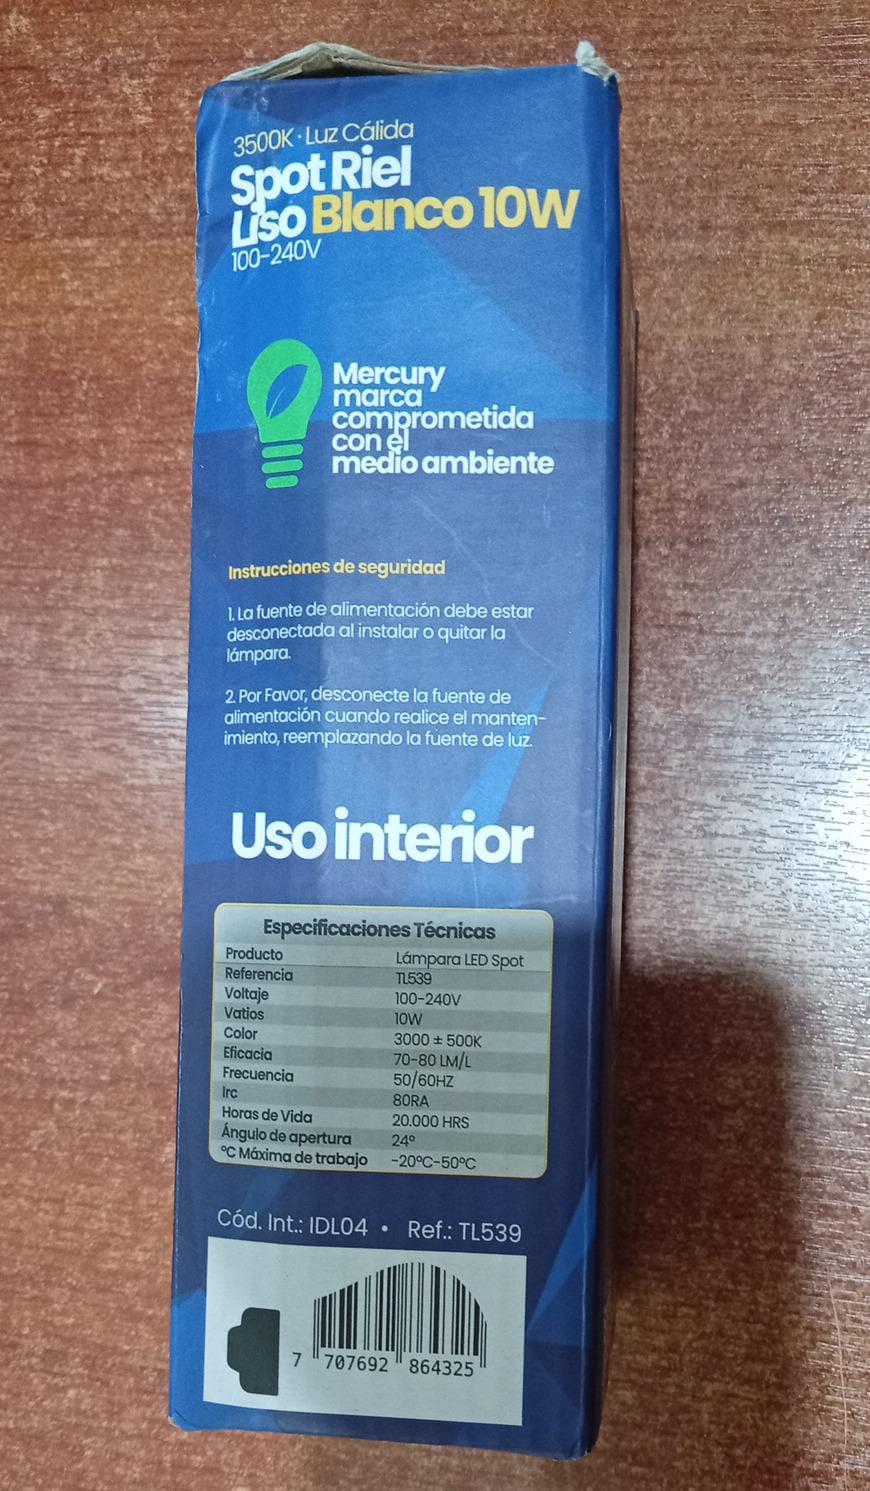 3500K · Luz Cálida
Spot Riel
Liso Blanco 10W
100-240V
Mercury
marca
comprometida
con el
medio ambiente
Instrucciones de seguridad
1. La fuente de alimentación debe estar
desconectada al instalar o quitar la
lámpara.
2. Por Favor, desconecte la fuente de
alimentación cuando realice el manten-
imiento, reemplazando la fuente de luz.
Uso interior
Especificaciones Técnicas
Producto Lámpara LED Spot
Referencia TL539
Voltaje 100-240V
Vatios 10W
Color 3000 ± 500K
Eficacia 70-80 LM/L
Frecuencia 50/60HZ
Irc 80RA
Horas de Vida 20.000 HRS
Ángulo de apertura 24°
°C Máxima de trabajo -20°C-50°C
Cód. Int.: IDL04 • Ref.: TL539
7 707692 864325